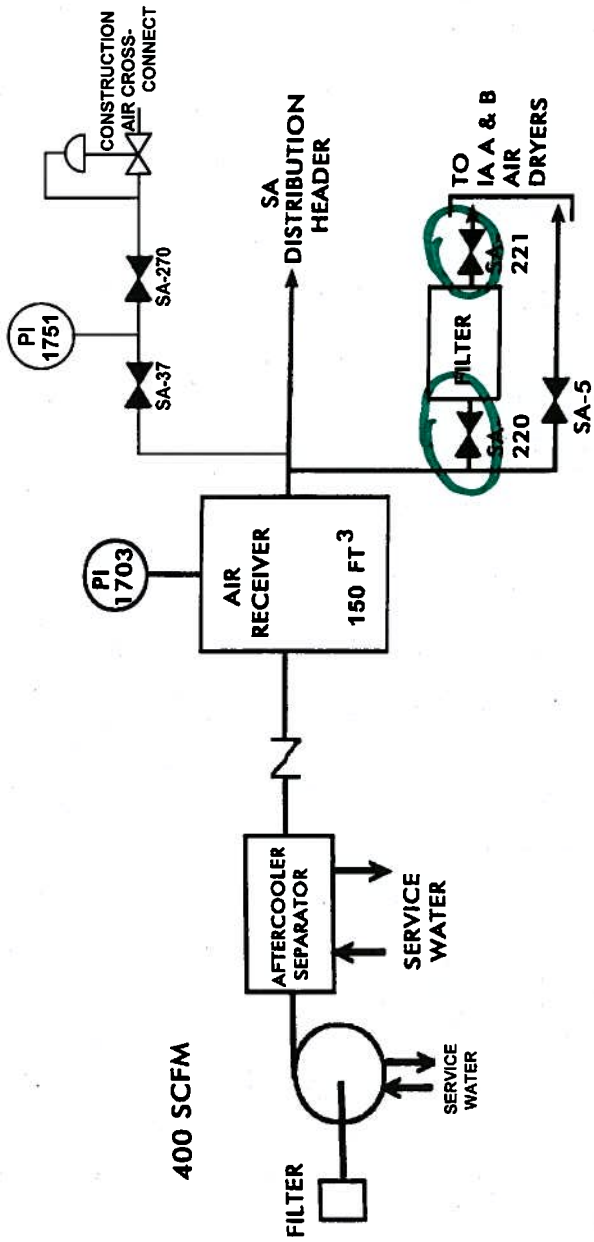 400 SCFM
FILTER
SERVICE
WATER
AFTERCOOLER
SEPARATOR
SERVICE
WATER
PI
1703
AIR
RECEIVER
150 FT3
PI
1751
SA-37
SA-270
CONSTRUCTION
AIR CROSS-
CONNECT
SA
DISTRIBUTION
HEADER
SA-
220
FILTER
SA-
221
SA-5
TO
IA A & B
AIR
DRYERS